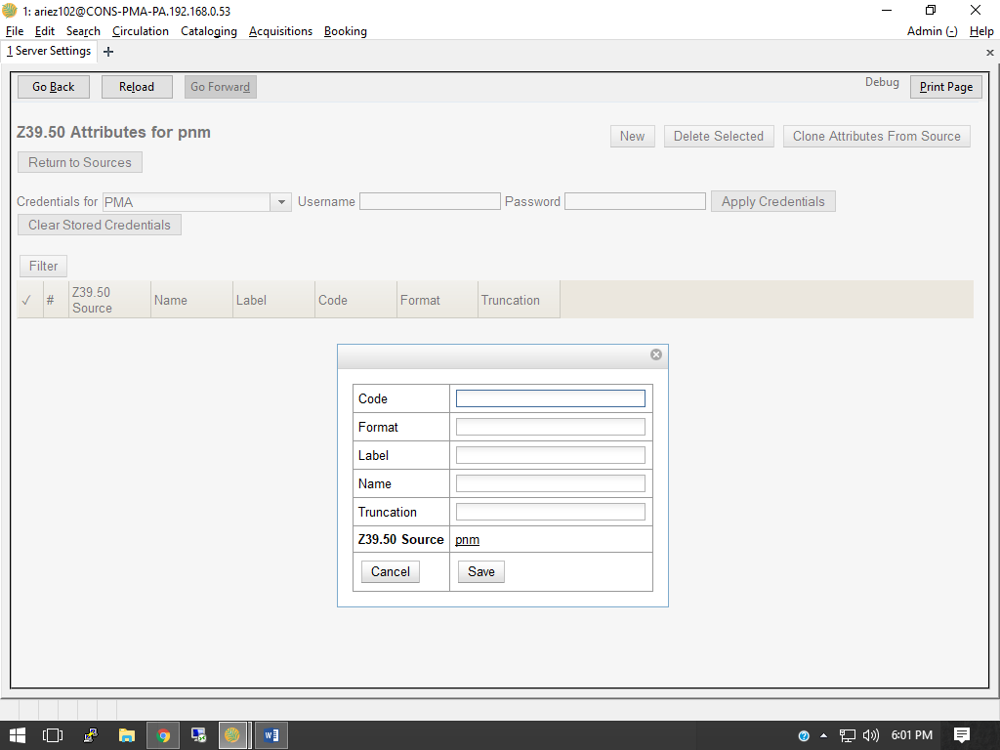 1: ariez102@CONS-PMA-PA.192.168.0.53
File Edit Search Circulation Cataloging Acquisitions Booking Admin (-) Help
1 Server Settings
Go Back Reload Go Forward Debug Print Page
Z39.50 Attributes for pnm New Delete Selected Clone Attributes From Source
Return to Sources
Credentials for PMA Username Password Apply Credentials
Clear Stored Credentials
Filter
✓ # Z39.50 Source Name Label Code Format Truncation
Code
Format
Label
Name
Truncation
Z39.50 Source pnm
Cancel Save
6:01 PM